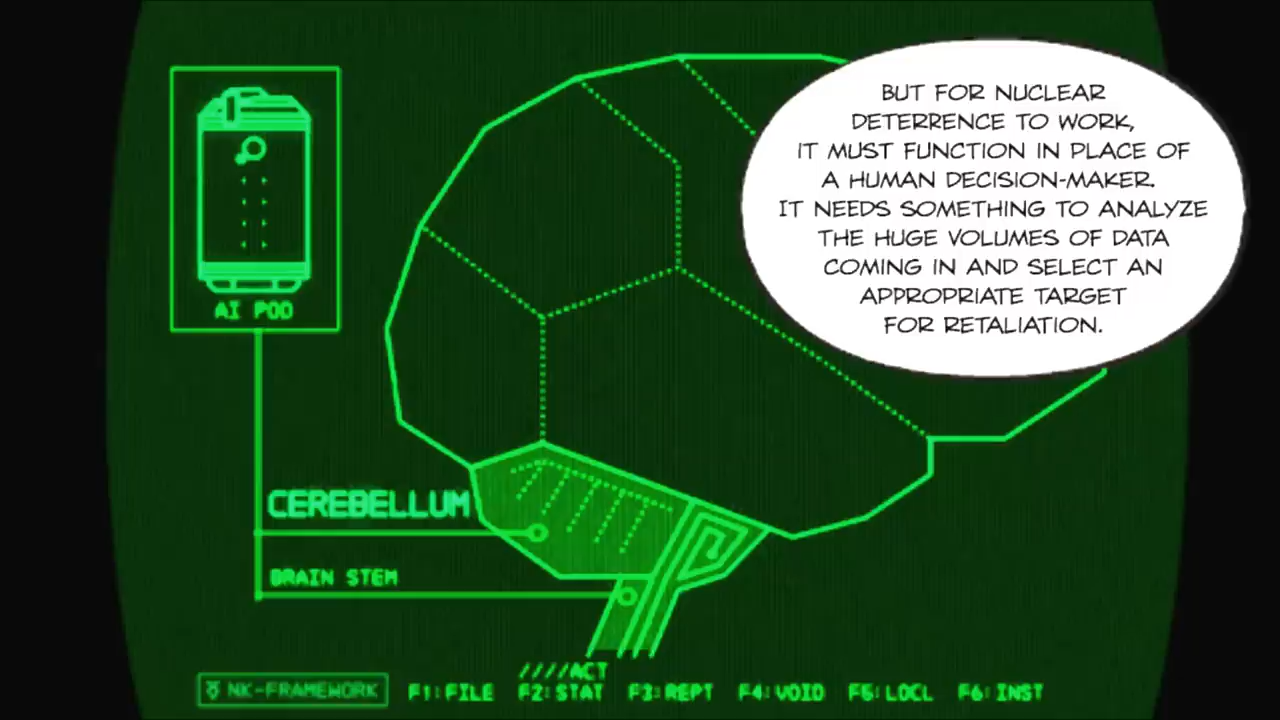 BUT FOR NUCLEAR
DETERRENCE TO WORK,
IT MUST FUNCTION IN PLACE OF
A HUMAN DECISION-MAKER.
IT NEEDS SOMETHING TO ANALYZE
THE HUGE VOLUMES OF DATA
COMING IN AND SELECT AN
APPROPRIATE TARGET
FOR RETALIATION.
AI POD
CEREBELLUM
BRAIN STEM
////ACT
NK-FRAMEWORK F1:FILE F2:STAT F3:REPT F4:VOID F5:LOCL F6:INST